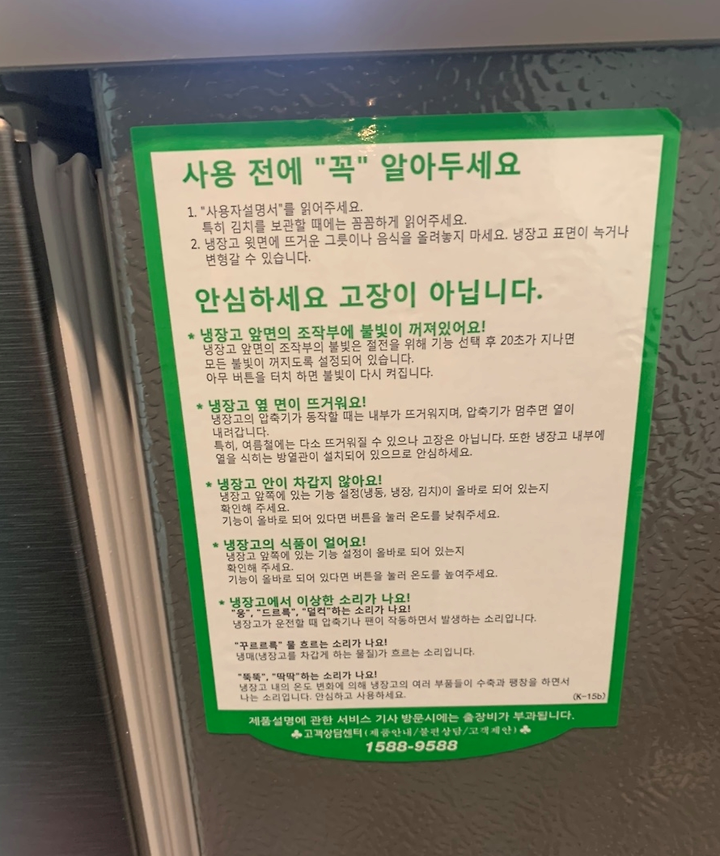 사용 전에 "꼭" 알아두세요
1. "사용자설명서"를 읽어주세요.
특히 김치를 보관할 때에는 꼼꼼하게 읽어주세요.
2. 냉장고 윗면에 뜨거운 그릇이나 음식을 올려놓지 마세요. 냉장고 표면이 녹거나
변형갈 수 있습니다.
안심하세요 고장이 아닙니다.
* 냉장고 앞면의 조작부에 불빛이 꺼져있어요!
냉장고 앞면의 조작부의 불빛은 절전을 위해 기능 선택 후 20초가 지나면
모든 불빛이 꺼지도록 설정되어 있습니다.
아무 버튼을 터치 하면 불빛이 다시 켜집니다.
* 냉장고 옆 면이 뜨거워요!
냉장고의 압축기가 동작할 때는 내부가 뜨거워지며, 압축기가 멈추면 열이
내려갑니다.
특히, 여름철에는 다소 뜨거워질 수 있으나 고장은 아닙니다. 또한 냉장고 내부에
열을 식히는 방열관이 설치되어 있으므로 안심하세요.
* 냉장고 안이 차갑지 않아요!
냉장고 앞쪽에 있는 기능 설정(냉동, 냉장, 김치)이 올바로 되어 있는지
확인해 주세요.
기능이 올바로 되어 있다면 버튼을 눌러 온도를 낮춰주세요.
* 냉장고의 식품이 얼어요!
냉장고 앞쪽에 있는 기능 설정이 올바로 되어 있는지
확인해 주세요.
기능이 올바로 되어 있다면 버튼을 눌러 온도를 높여주세요.
* 냉장고에서 이상한 소리가 나요!
"웅", "드르륵", "덜컥"하는 소리가 나요!
냉장고가 운전할 때 압축기나 팬이 작동하면서 발생하는 소리입니다.
"꾸르르륵" 물 흐르는 소리가 나요!
냉매(냉장고를 차갑게 하는 물질)가 흐르는 소리입니다.
"뚝뚝", "딱딱"하는 소리가 나요!
냉장고 내의 온도 변화에 의해 냉장고의 여러 부품들이 수축과 팽창을 하면서
나는 소리입니다. 안심하고 사용하세요.
(K-15b)
제품설명에 관한 서비스 기사 방문시에는 출장비가 부과됩니다.
♣고객상담센터(제품안내/불편상담/고객제안)♣
1588-9588